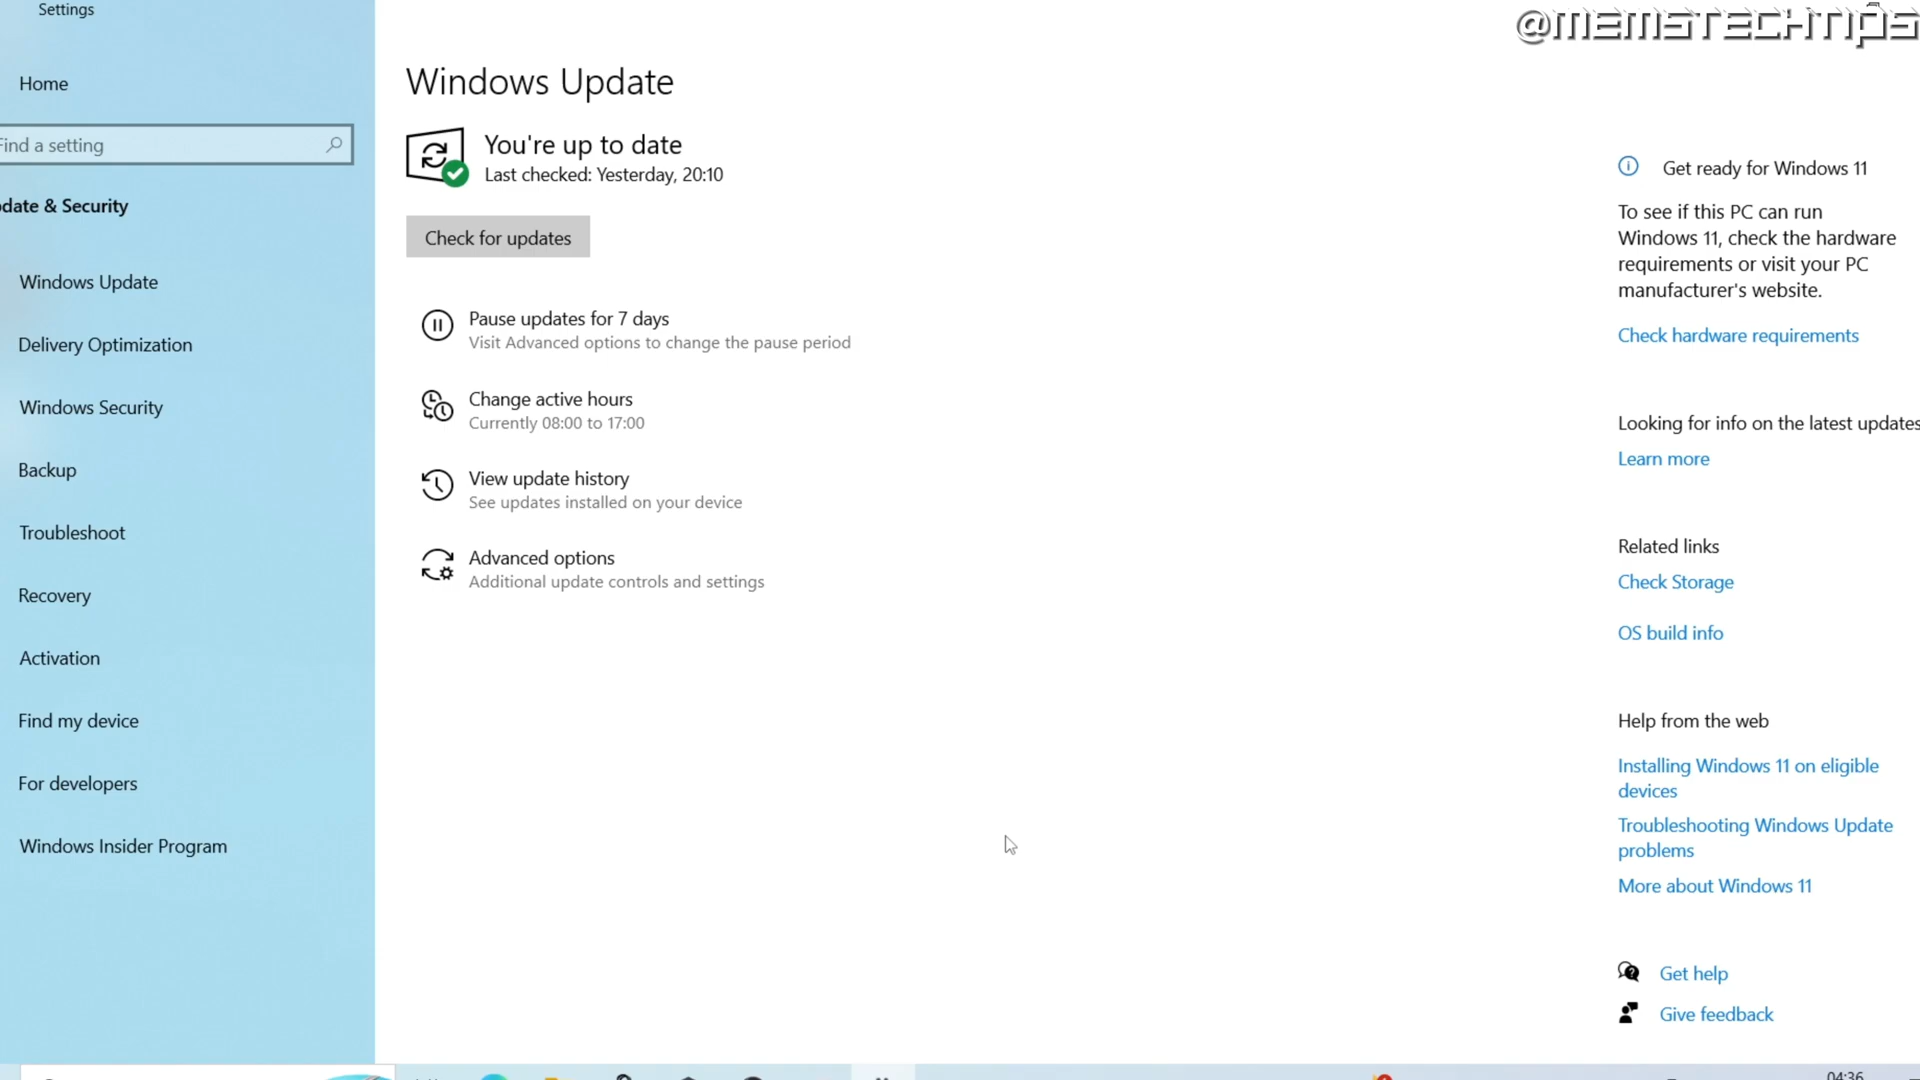 Settings
@MEMSTECHTIPS
Home
Find a setting
Update & Security
Windows Update
Delivery Optimization
Windows Security
Backup
Troubleshoot
Recovery
Activation
Find my device
For developers
Windows Insider Program
Windows Update
You're up to date
Last checked: Yesterday, 20:10
Check for updates
Pause updates for 7 days
Visit Advanced options to change the pause period
Change active hours
Currently 08:00 to 17:00
View update history
See updates installed on your device
Advanced options
Additional update controls and settings
Get ready for Windows 11
To see if this PC can run
Windows 11, check the hardware
requirements or visit your PC
manufacturer's website.
Check hardware requirements
Looking for info on the latest updates
Learn more
Related links
Check Storage
OS build info
Help from the web
Installing Windows 11 on eligible
devices
Troubleshooting Windows Update
problems
More about Windows 11
Get help
Give feedback
04:36